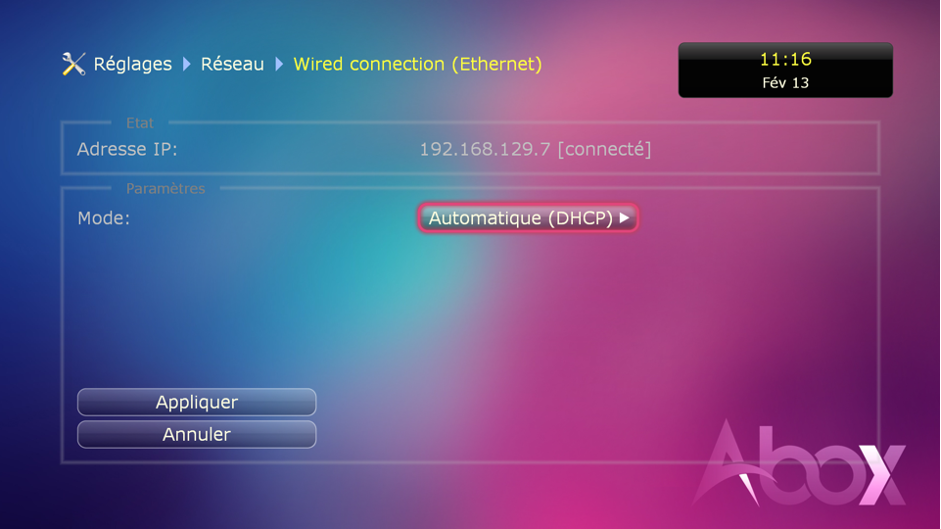 Réglages Réseau Wired connection (Ethernet)
11:16
Fév 13
Etat
Adresse IP: 192.168.129.7 [connecté]
Paramètres
Mode: Automatique (DHCP)
Appliquer
Annuler
Abox